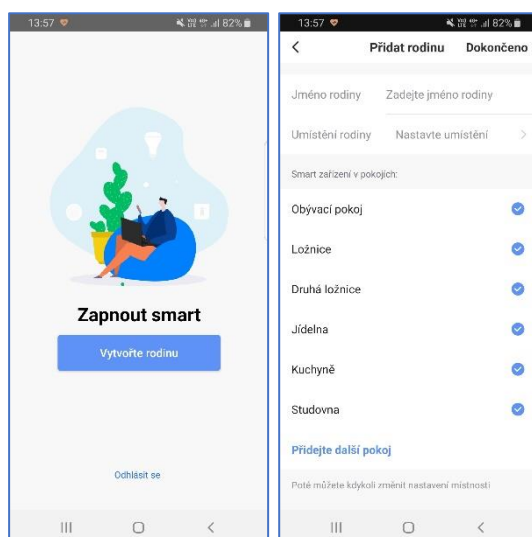 13:57
82%
Zapnout smart
Vytvořte rodinu
Odhlásit se
13:57
82%
Přidat rodinu Dokončeno
Jméno rodiny Zadejte jméno rodiny
Umístění rodiny Nastavte umístění
Smart zařízení v pokojích:
Obývací pokoj
Ložnice
Druhá ložnice
Jídelna
Kuchyně
Studovna
Přidejte další pokoj
Poté můžete kdykoli změnit nastavení místnosti